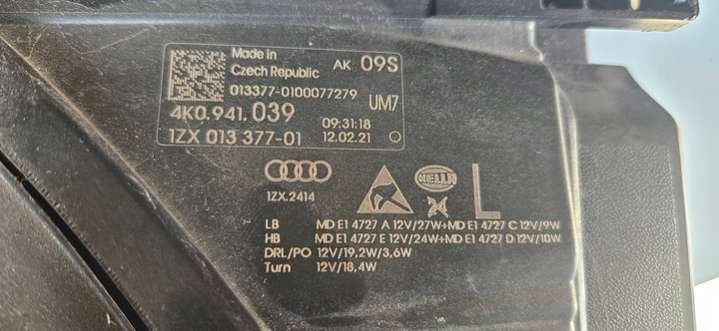 Made in
Czech Republic
AK 09S
013377-0100077279
UM7
4K0.941.039
09:31:18
1ZX 013 377-01
12.02.21
HELLA
1ZX.2414
L
LB MD E1 4727 A 12V/27W+MD E1 4727 C 12V/9W
HB MD E1 4727 E 12V/24W+MD E1 4727 D 12V/10W
DRL/PO 12V/19,2W/3,6W
Turn 12V/18,4W